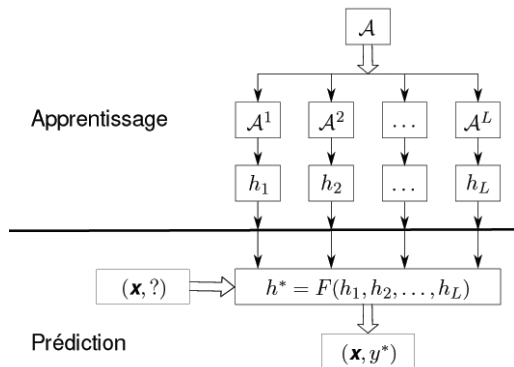 𝒜
Apprentissage
𝒜¹ 𝒜² ... 𝒜ᴸ
h₁ h₂ ... h_L
(x, ?) h* = F(h₁, h₂, ..., h_L)
Prédiction
(x, y*)